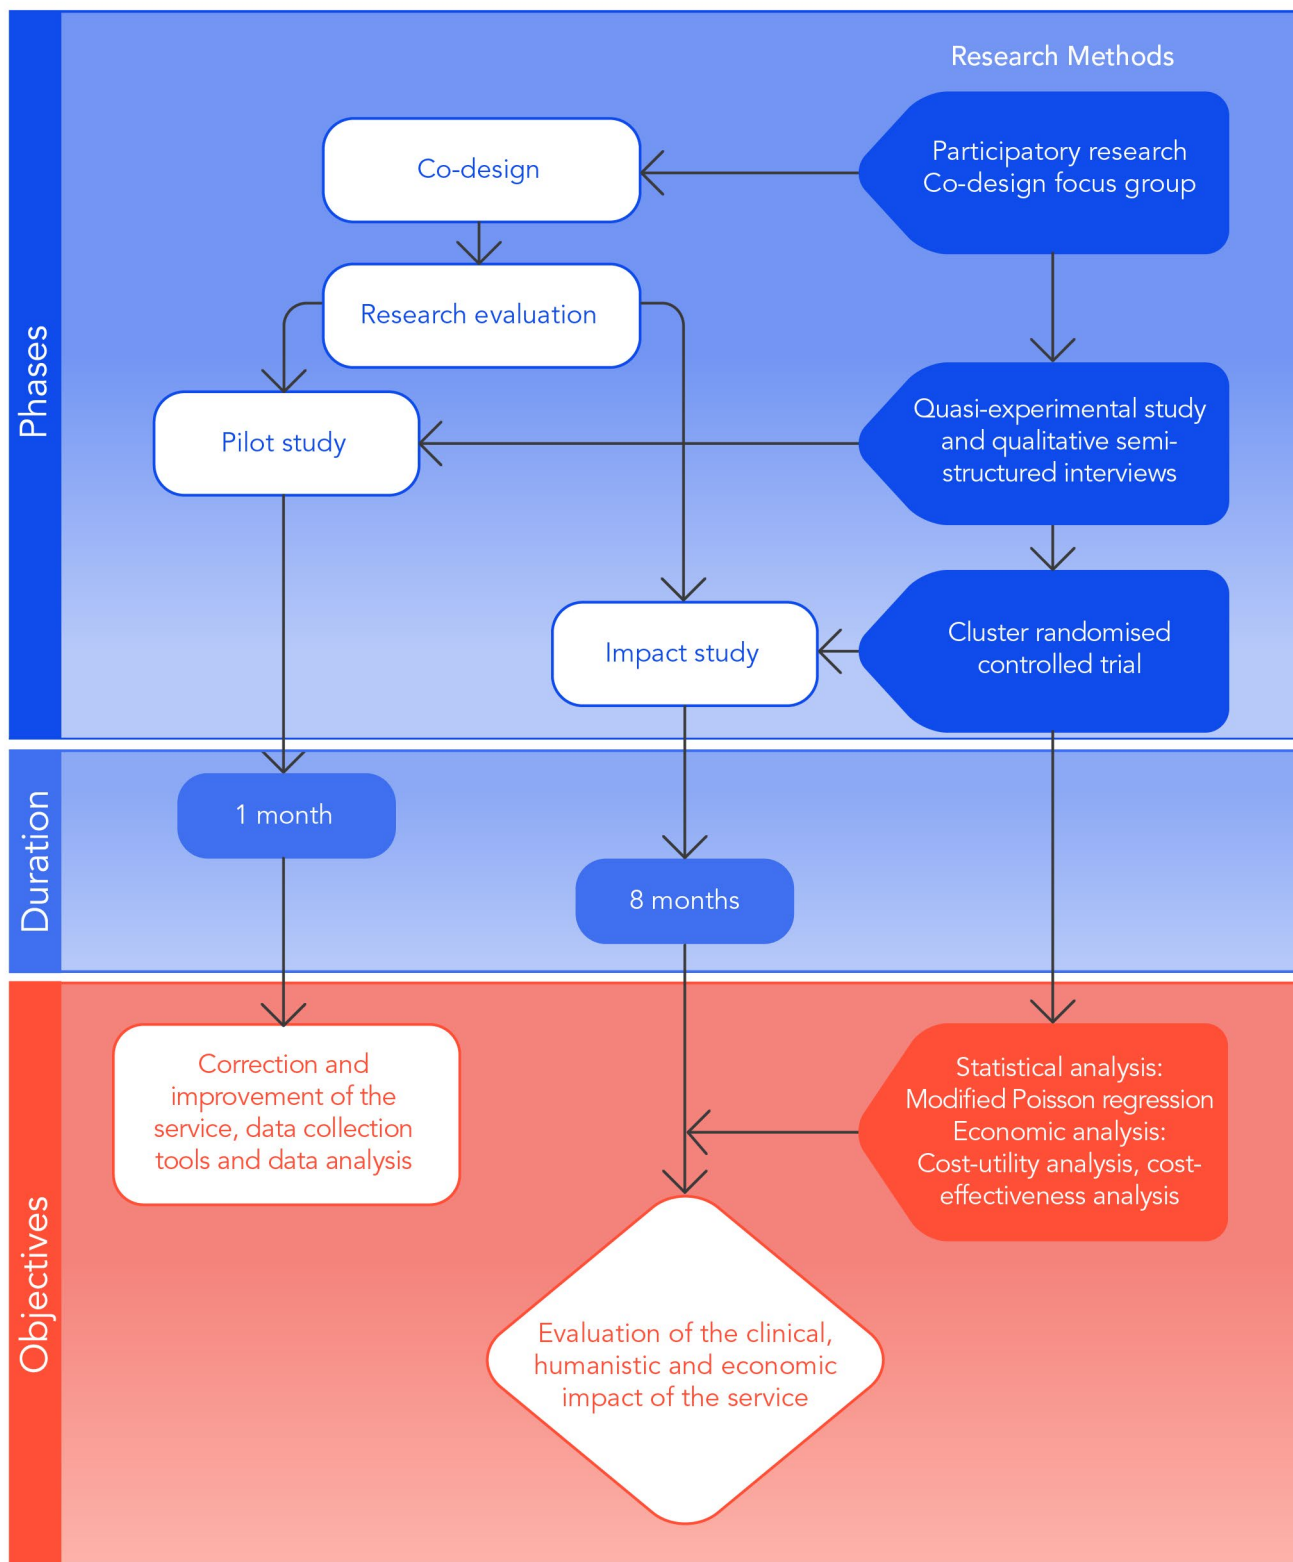 Phases
Research Methods
Co-design
Participatory research
Co-design focus group
Research evaluation
Pilot study
Quasi-experimental study
and qualitative semi-
structured interviews
Impact study
Cluster randomised
controlled trial
Duration
1 month
8 months
Objectives
Correction and
improvement of the
service, data collection
tools and data analysis
Statistical analysis:
Modified Poisson regression
Economic analysis:
Cost-utility analysis, cost-
effectiveness analysis
Evaluation of the clinical,
humanistic and economic
impact of the service